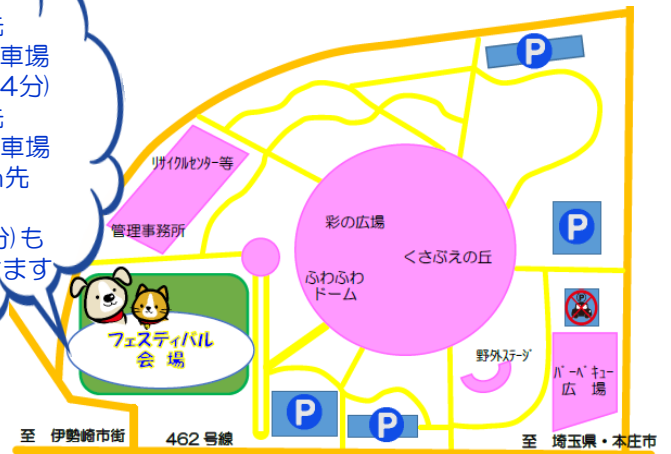 車場
4分)
車場
先
分)も
ます
P
リサイクルセンター等
管理事務所
彩の広場
くさぶえの丘
ふわふわ
ドーム
P
P
フェスティバル
会場
野外ステージ
バーベキュー
広場
P
P
至 伊勢崎市街
462号線
至 埼玉県・本庄市